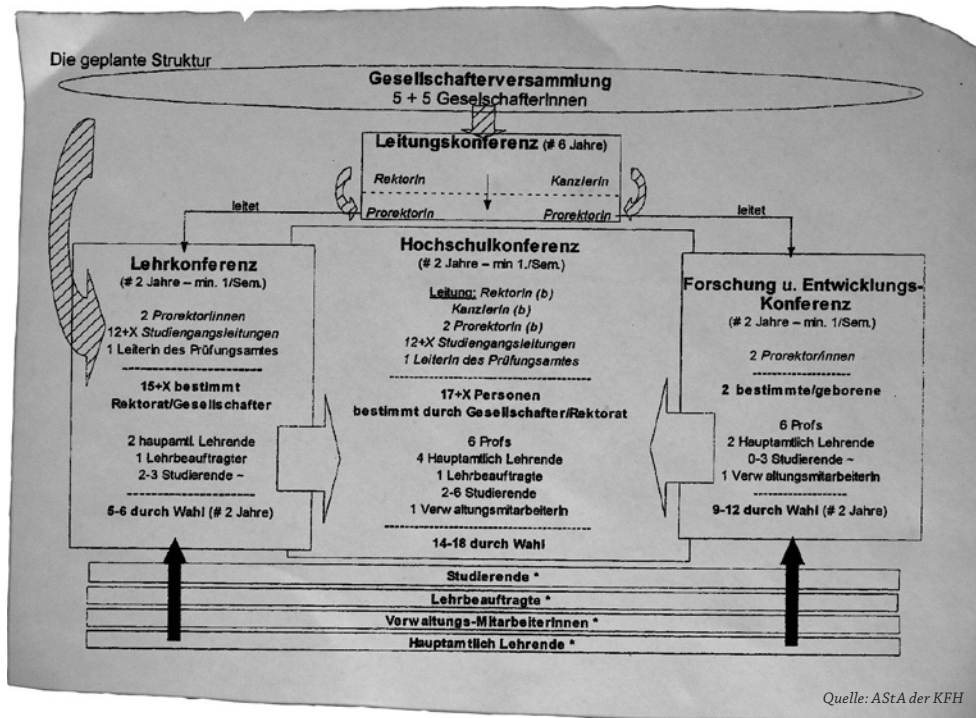 Die geplante Struktur
Gesellschafterversammlung
5 + 5 GeselschafterInnen
Leitungskonferenz (# 6 Jahre)
RektorIn KanzlerIn
ProrektorIn ProrektorIn
leitet
leitet
Lehrkonferenz
(# 2 Jahre – min. 1/Sem.)
2 Prorektorlinnen
12+X Studiengangsleitungen
1 LeiterIn des Prüfungsamtes
15+X bestimmt
Rektorat/Gesellschafter
2 haupamtl. Lehrende
1 Lehrbeauftragter
2-3 Studierende ~
5-6 durch Wahl (# 2 Jahre)
Hochschulkonferenz
(# 2 Jahre – min 1./Sem.)
Leitung: RektorIn (b)
KanzlerIn (b)
2 ProrektorIn (b)
12+X Studiengangsleitungen
1 LeiterIn des Prüfungsamtes
17+X Personen
bestimmt durch Gesellschafter/Rektorat
6 Profs
4 Hauptamtlich Lehrende
1 Lehrbeauftragte
2-6 Studierende
1 VerwaltungsmitarbeiterIn
14-18 durch Wahl
Forschung u. Entwicklungs-
Konferenz
(# 2 Jahre – min. 1/Sem.)
2 Prorektor/innen
2 bestimmte/geborene
6 Profs
2 Hauptamtlich Lehrende
0-3 Studierende ~
1 VerwaltungsmitarbeiterIn
9-12 durch Wahl (# 2 Jahre)
Studierende *
Lehrbeauftragte *
Verwaltungs-MitarbeiterInnen *
Hauptamtlich Lehrende *
Quelle: AStA der KFH